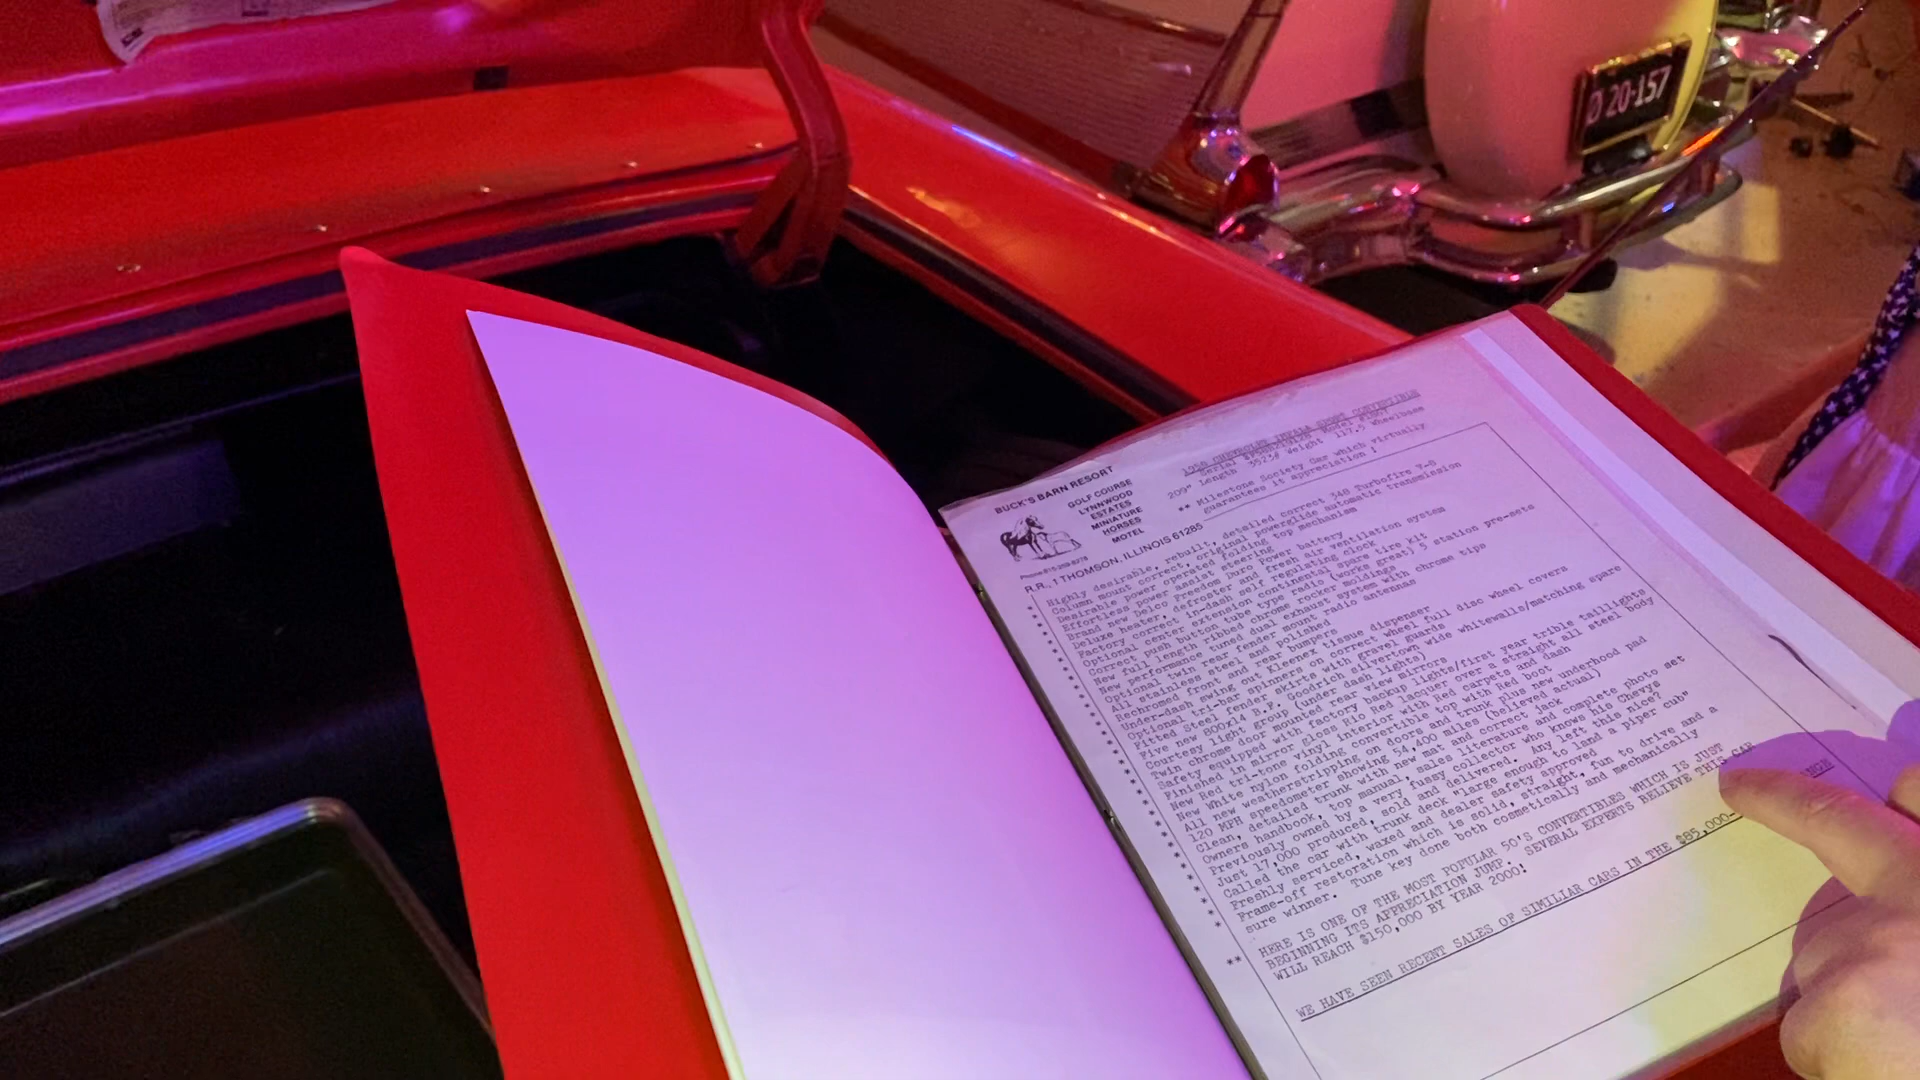 Ø 20-157
1958 CHEVROLET IMPALA SPORT CONVERTIBLE
209" Length 3523# Weight 117.5 Wheelbase
** Milestone Society Car which virtually
guarantees it appreciation !
BUCK'S BARN RESORT
GOLF COURSE
LYNNWOOD
ESTATES
MINIATURE
HORSES
MOTEL
R.R. 1 THOMSON, ILLINOIS 61285
* Highly desirable, rebuilt, detailed correct 348 Turbofire V-8
* Column mount correct, original powerglide automatic transmission
* Desirable power operated folding top mechanism
* Effortless power assist steering
* Brand new Delco Freedom Duro Power battery
* Deluxe heater, defroster and fresh air ventilation system
* Factory correct in-dash self regulating clock
* Optional center extension continental spare tire kit
* Correct push button tube type radio (works great) 5 station pre-sets
* New full length ribbed chrome rocker moldings
* New performance tuned dual exhaust system with chrome tips
* Optional twin rear fender mount radio antennas
* All stainless steel and polished
* Rechromed front and rear bumpers
* Under-dash swing out Kleenex tissue dispenser
* Optional tri-bar spinners on correct wheel full disc wheel covers
* Fitted Steel fender skirts with gravel guards
* Five new 800x14 B.F. Goodrich silvertown wide whitewalls/matching spare
* Courtesy light group (under dash lights)
* Twin chrome door mounted rear view mirrors
* Safety equipped with factory backup lights/first year trible taillights
* Finished in mirror gloss Rio Red lacquer over a straight all steel body
* New Red tri-tone vinyl interior with Red carpets and dash
* New White nylon folding convertible top with Red boot
* All new weatherstripping on doors and trunk plus new underhood pad
* 120 MPH speedometer showing 54,400 miles (believed actual)
* Clean, detailed trunk with new mat and correct jack
* Owners handbook, top manual, sales literature and complete photo set
* Previously owned by a very fussy collector who knows his Chevys
* Just 17,000 produced, sold and delivered. Any left this nice?
* Called the car with trunk deck "large enough to land a piper cub"
* Freshly serviced, waxed and dealer safety approved
* Frame-off restoration which is solid, straight, fun to drive and a
sure winner. Tune key done both cosmetically and mechanically
** HERE IS ONE OF THE MOST POPULAR 50'S CONVERTIBLES WHICH IS JUST
BEGINNING ITS APPRECIATION JUMP. SEVERAL EXPERTS BELIEVE THIS CAR
WILL REACH $150,000 BY YEAR 2000!
WE HAVE SEEN RECENT SALES OF SIMILIAR CARS IN THE $85,000-